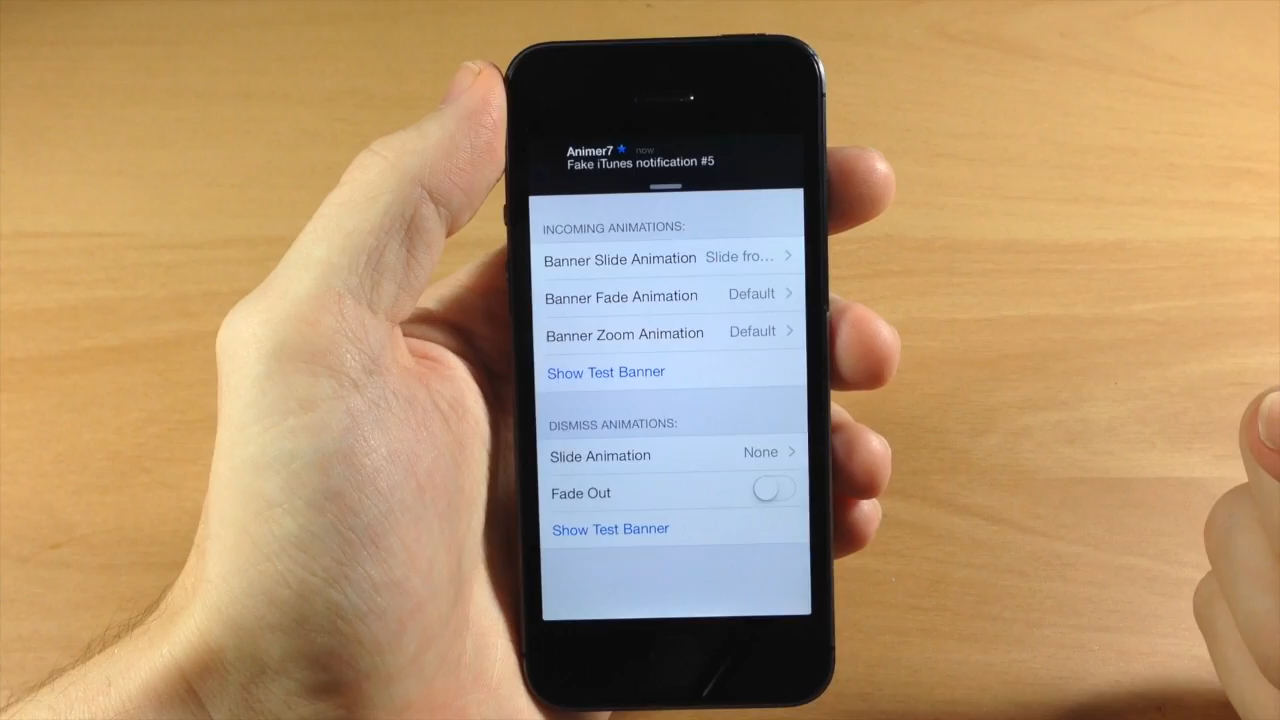 Animer7 ★ now
Fake iTunes notification #5
INCOMING ANIMATIONS:
Banner Slide Animation Slide fro...
Banner Fade Animation Default
Banner Zoom Animation Default
Show Test Banner
DISMISS ANIMATIONS:
Slide Animation None
Fade Out
Show Test Banner